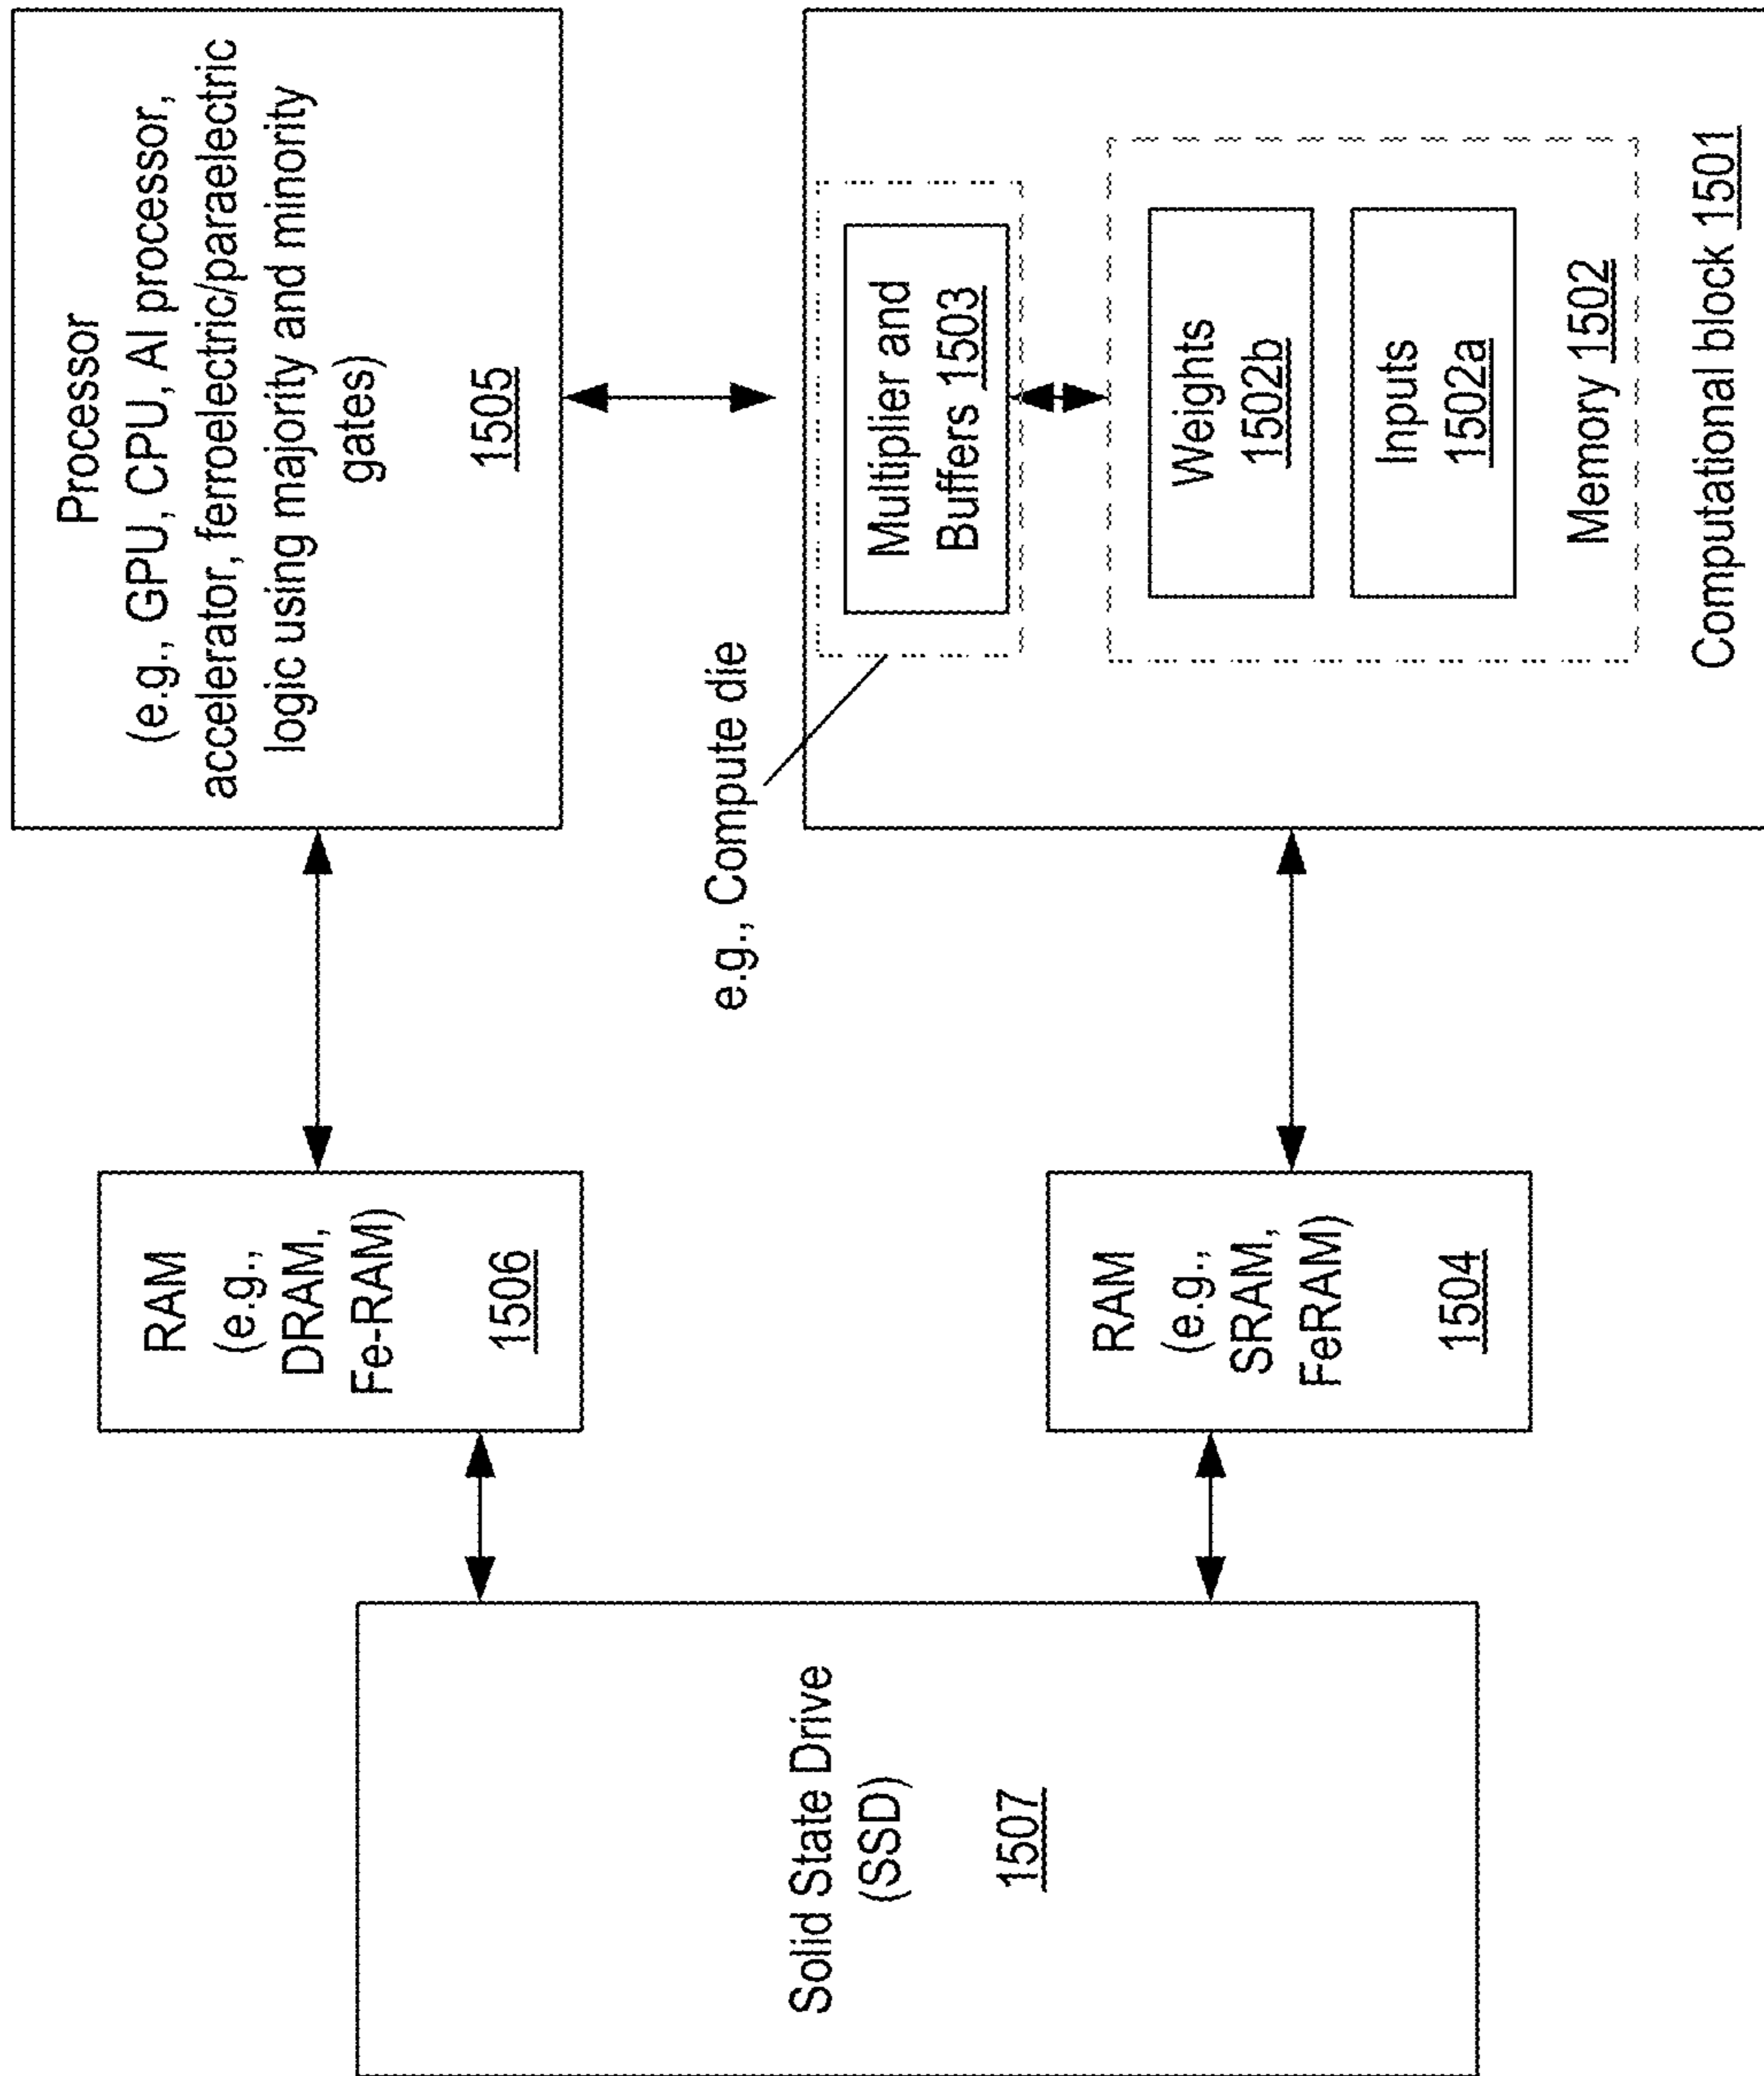 Processor
(e.g., GPU, CPU, AI processor,
accelerator, ferroelectric/paraelectric
logic using majority and minority
gates)
1505
RAM
(e.g.,
DRAM,
Fe-RAM)
1506
Solid State Drive
(SSD)
1507
RAM
(e.g.,
SRAM,
FeRAM)
1504
e.g., Compute die
Multiplier and
Buffers 1503
Weights
1502b
Inputs
1502a
Memory 1502
Computational block 1501